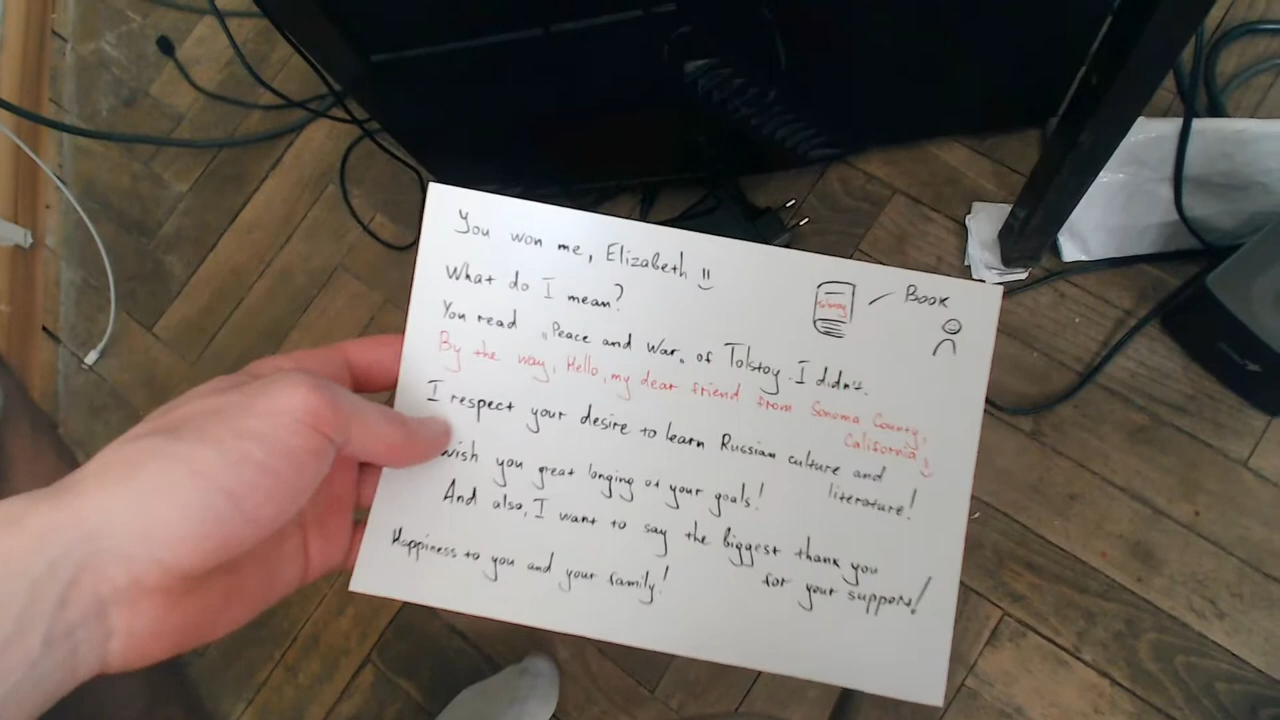 You won me, Elizabeth
What do I mean?
Tolstoy
Book
You read „Peace and War„ of Tolstoy. I didn't.
By the way, Hello, my dear friend from Sonoma County,
California
I respect your desire to learn Russian culture and
literature!
wish you great longing of your goals!
And also, I want to say the biggest thank you
for your support!
Happiness to you and your family!